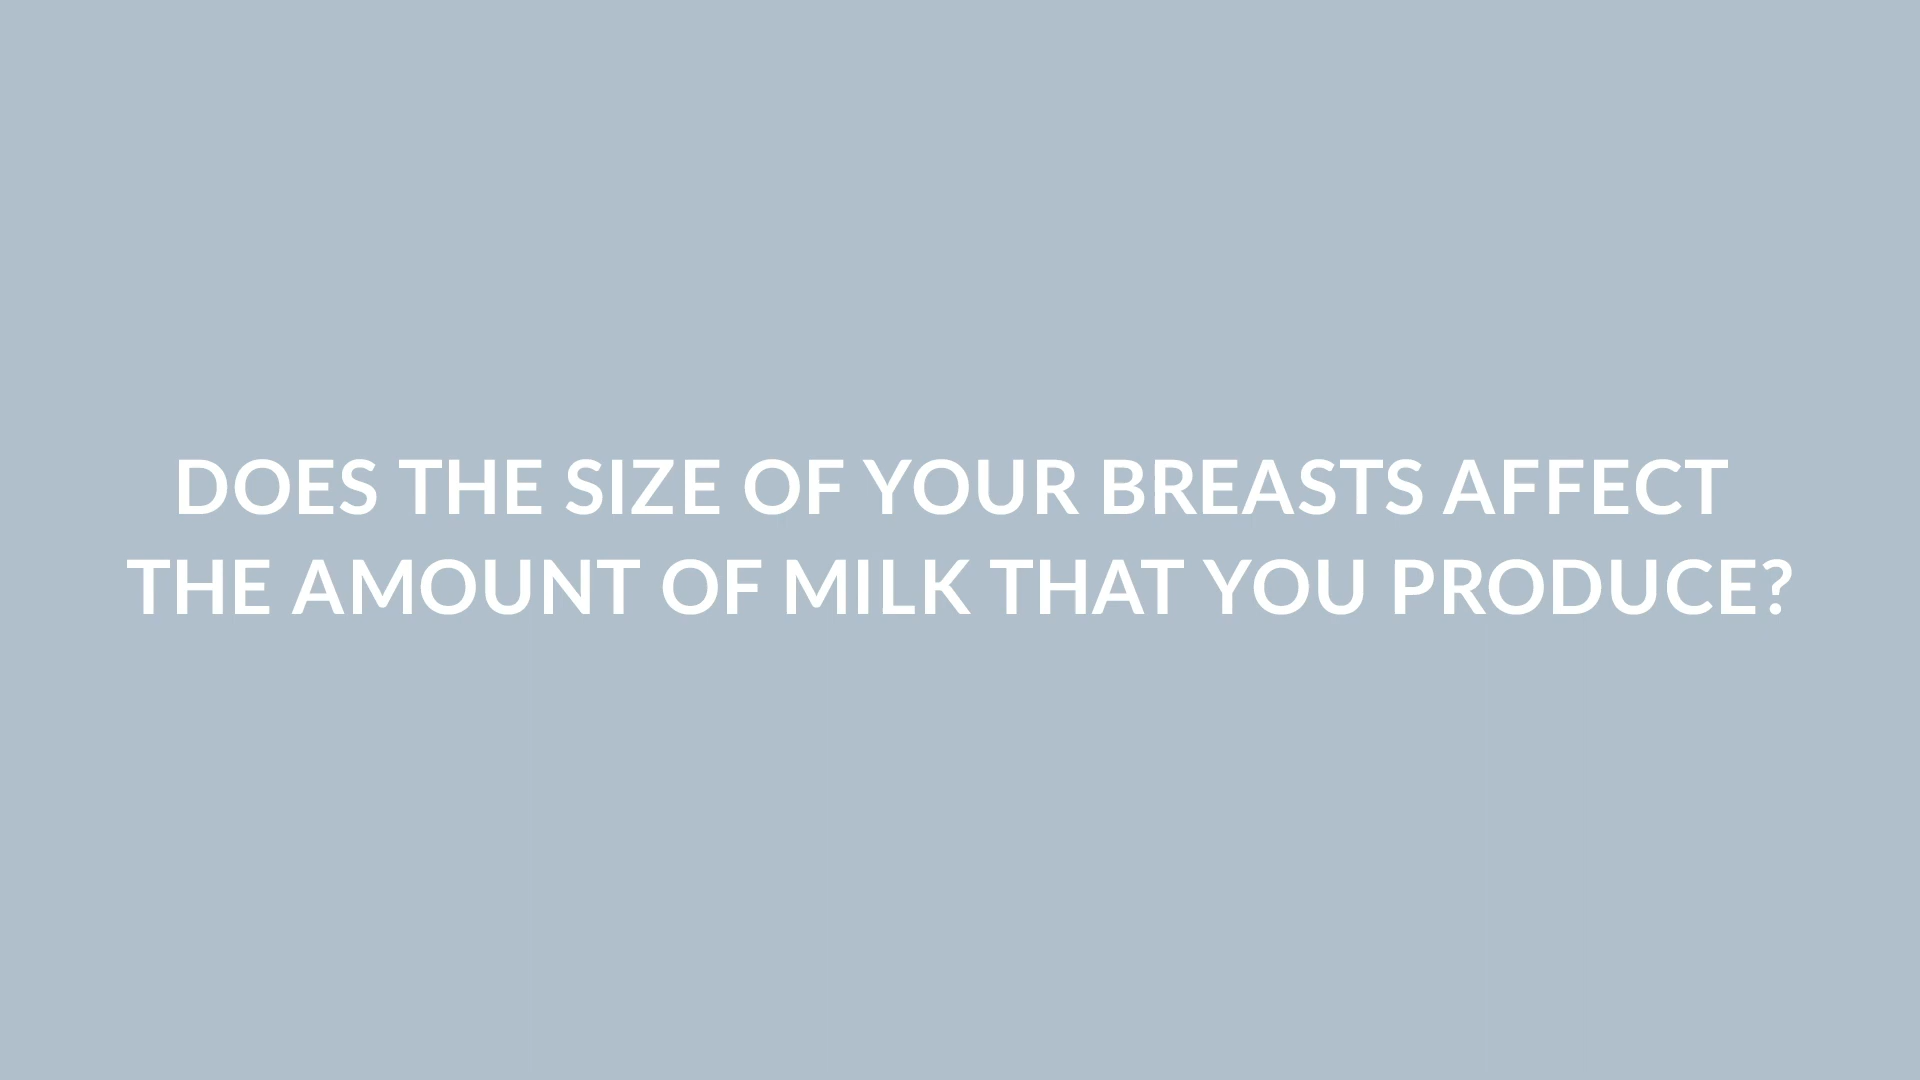 DOES THE SIZE OF YOUR BREASTS AFFECT
THE AMOUNT OF MILK THAT YOU PRODUCE?